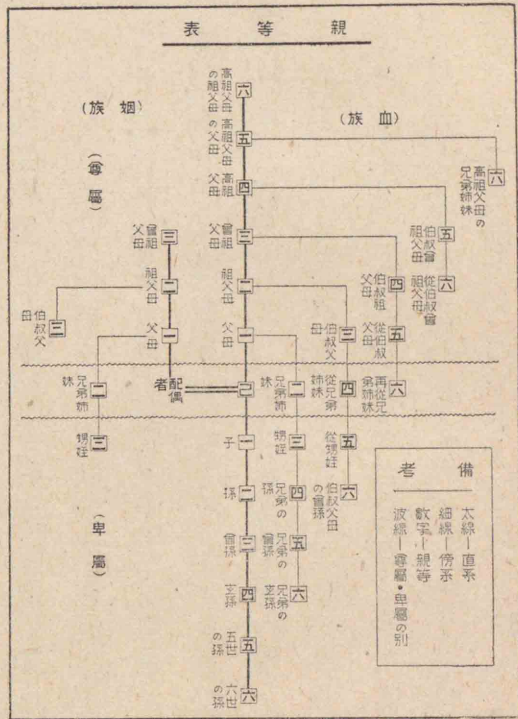 親等表
(血族)
(姻族)
(尊屬)
(卑屬)
六
高祖父母の祖父母
五
高祖父母の父母
四
高祖父母
三
曾祖父母
二
祖父母
一
父母
己
一
子
二
孫
三
曾孫
四
玄孫
五
五世の孫
六
六世の孫
六
高祖父母の兄弟姉妹
五
伯叔曾祖父母
六
從伯叔曾祖父母
四
伯叔祖父母
五
從伯叔父母
六
再從兄弟姉妹
三
伯叔父母
四
從兄弟姉妹
五
從甥姪
六
伯叔父母の曾孫
二
兄弟姉妹
三
甥姪
四
兄弟の孫
五
兄弟の曾孫
六
兄弟の玄孫
配偶者
三
曾祖父母
二
祖父母
一
父母
三
伯叔父母
二
兄弟姉妹
三
甥姪
備考
太線―直系
細線―傍系
數字―親等
波線―尊屬・卑屬の別